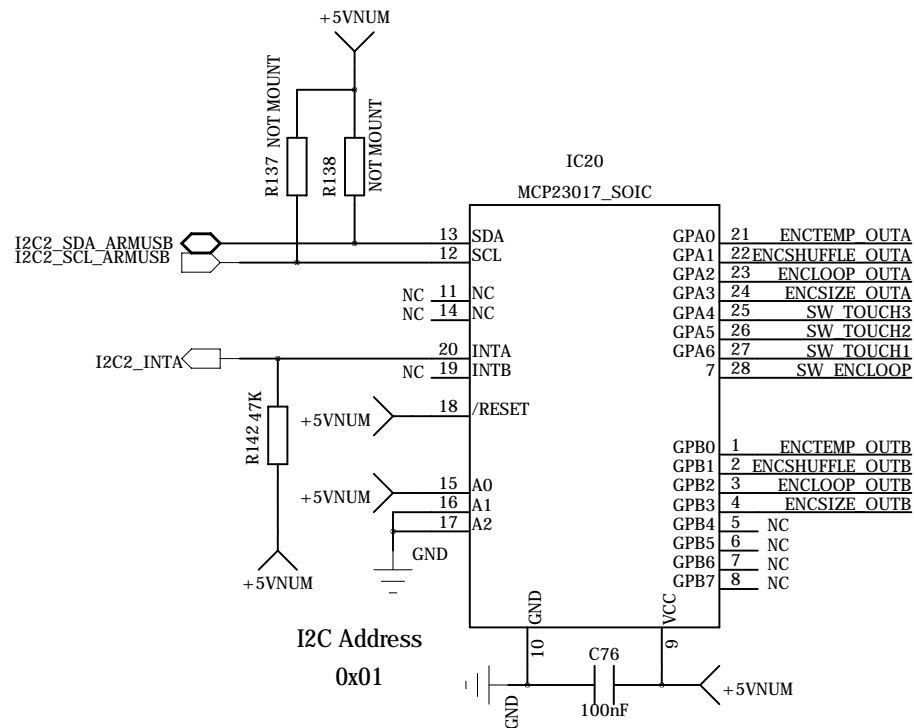 +5VNUM
R137 NOT MOUNT
R138 NOT MOUNT
IC20
MCP23017_SOIC
I2C2_SDA_ARMUSB
I2C2_SCL_ARMUSB
13 SDA
12 SCL
NC 11 NC
NC 14 NC
I2C2_INTA
20 INTA
NC 19 INTB
+5VNUM 18 /RESET
R142 47K
+5VNUM 15 A0
16 A1
17 A2
GND
+5VNUM
GPA0 21 ENCTEMP_OUTA
GPA1 22 ENCSHUFFLE_OUTA
GPA2 23 ENCLOOP_OUTA
GPA3 24 ENCSIZE_OUTA
GPA4 25 SW_TOUCH3
GPA5 26 SW_TOUCH2
GPA6 27 SW_TOUCH1
7 28 SW_ENCLOOP
GPB0 1 ENCTEMP_OUTB
GPB1 2 ENCSHUFFLE_OUTB
GPB2 3 ENCLOOP_OUTB
GPB3 4 ENCSIZE_OUTB
GPB4 5 NC
GPB5 6 NC
GPB6 7 NC
GPB7 8 NC
GND
10
VCC
9
I2C Address
0x01
C76
100nF
GND
+5VNUM